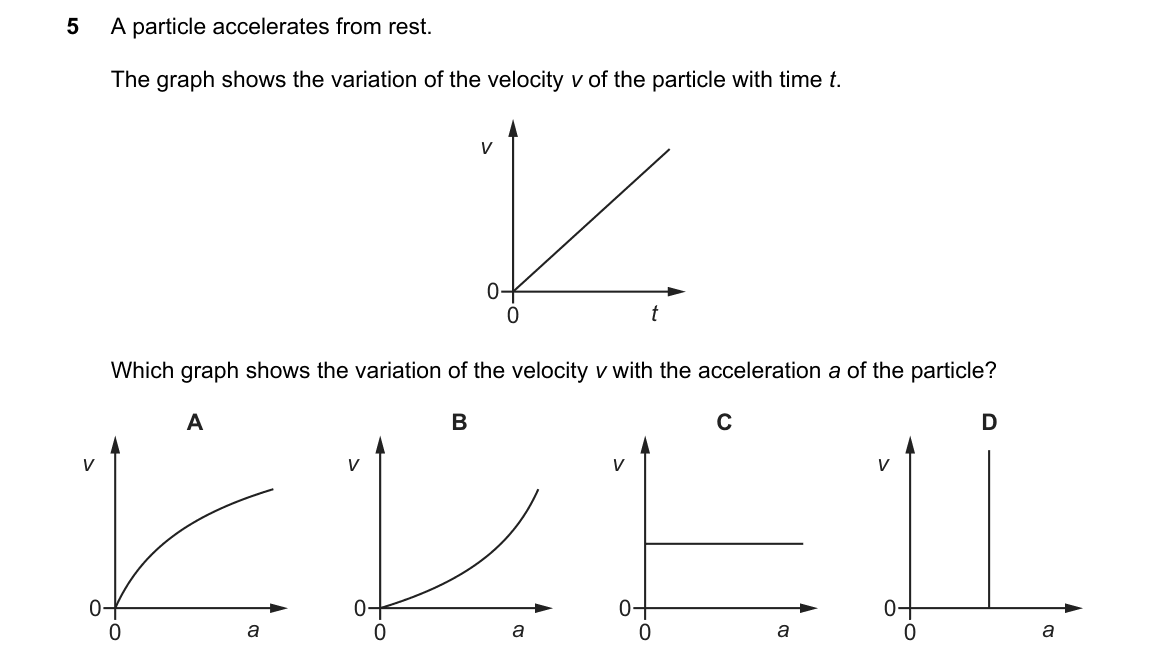 5 A particle accelerates from rest.
The graph shows the variation of the velocity v of the particle with time t.
v
0
0
t
Which graph shows the variation of the velocity v with the acceleration a of the particle?
A
v
0
0
a
B
v
0
0
a
C
v
0
0
a
D
v
0
0
a